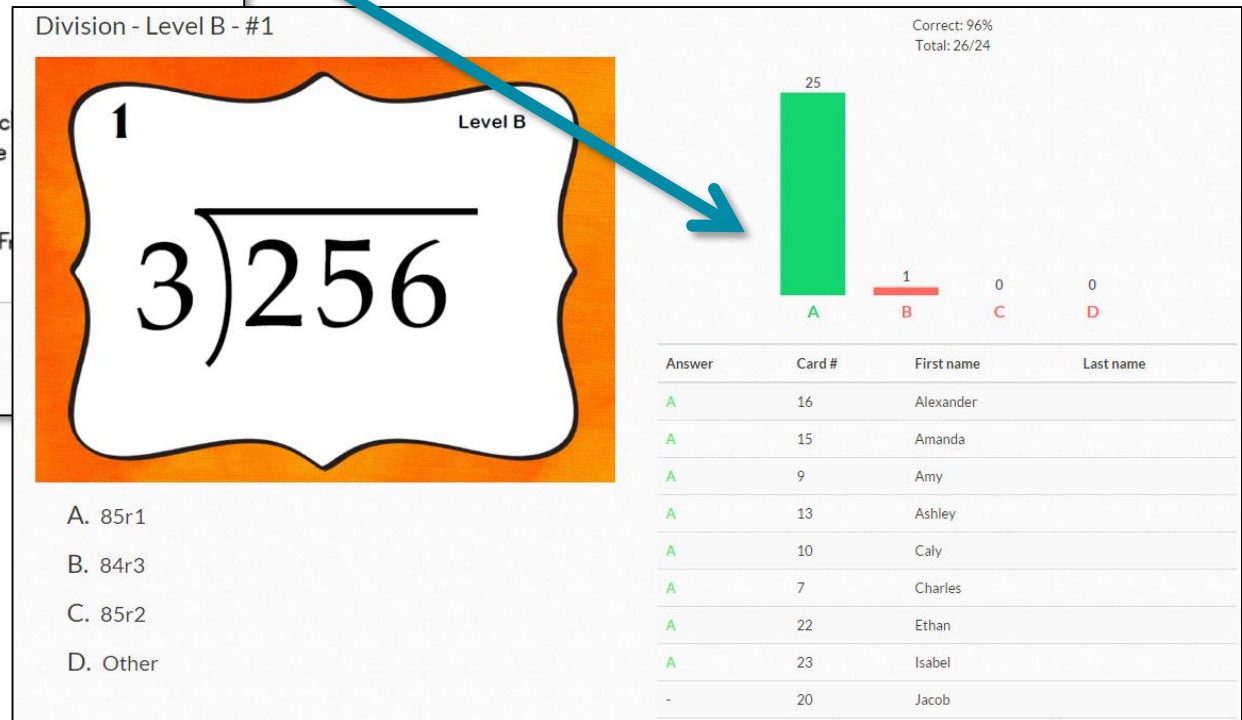 Division - Level B - #1
1
Level B
3)256
A. 85r1
B. 84r3
C. 85r2
D. Other
Correct: 96%
Total: 26/24
25
1
0
0
A
B
C
D
Answer Card # First name Last name
A 16 Alexander
A 15 Amanda
A 9 Amy
A 13 Ashley
A 10 Caly
A 7 Charles
A 22 Ethan
A 23 Isabel
- 20 Jacob